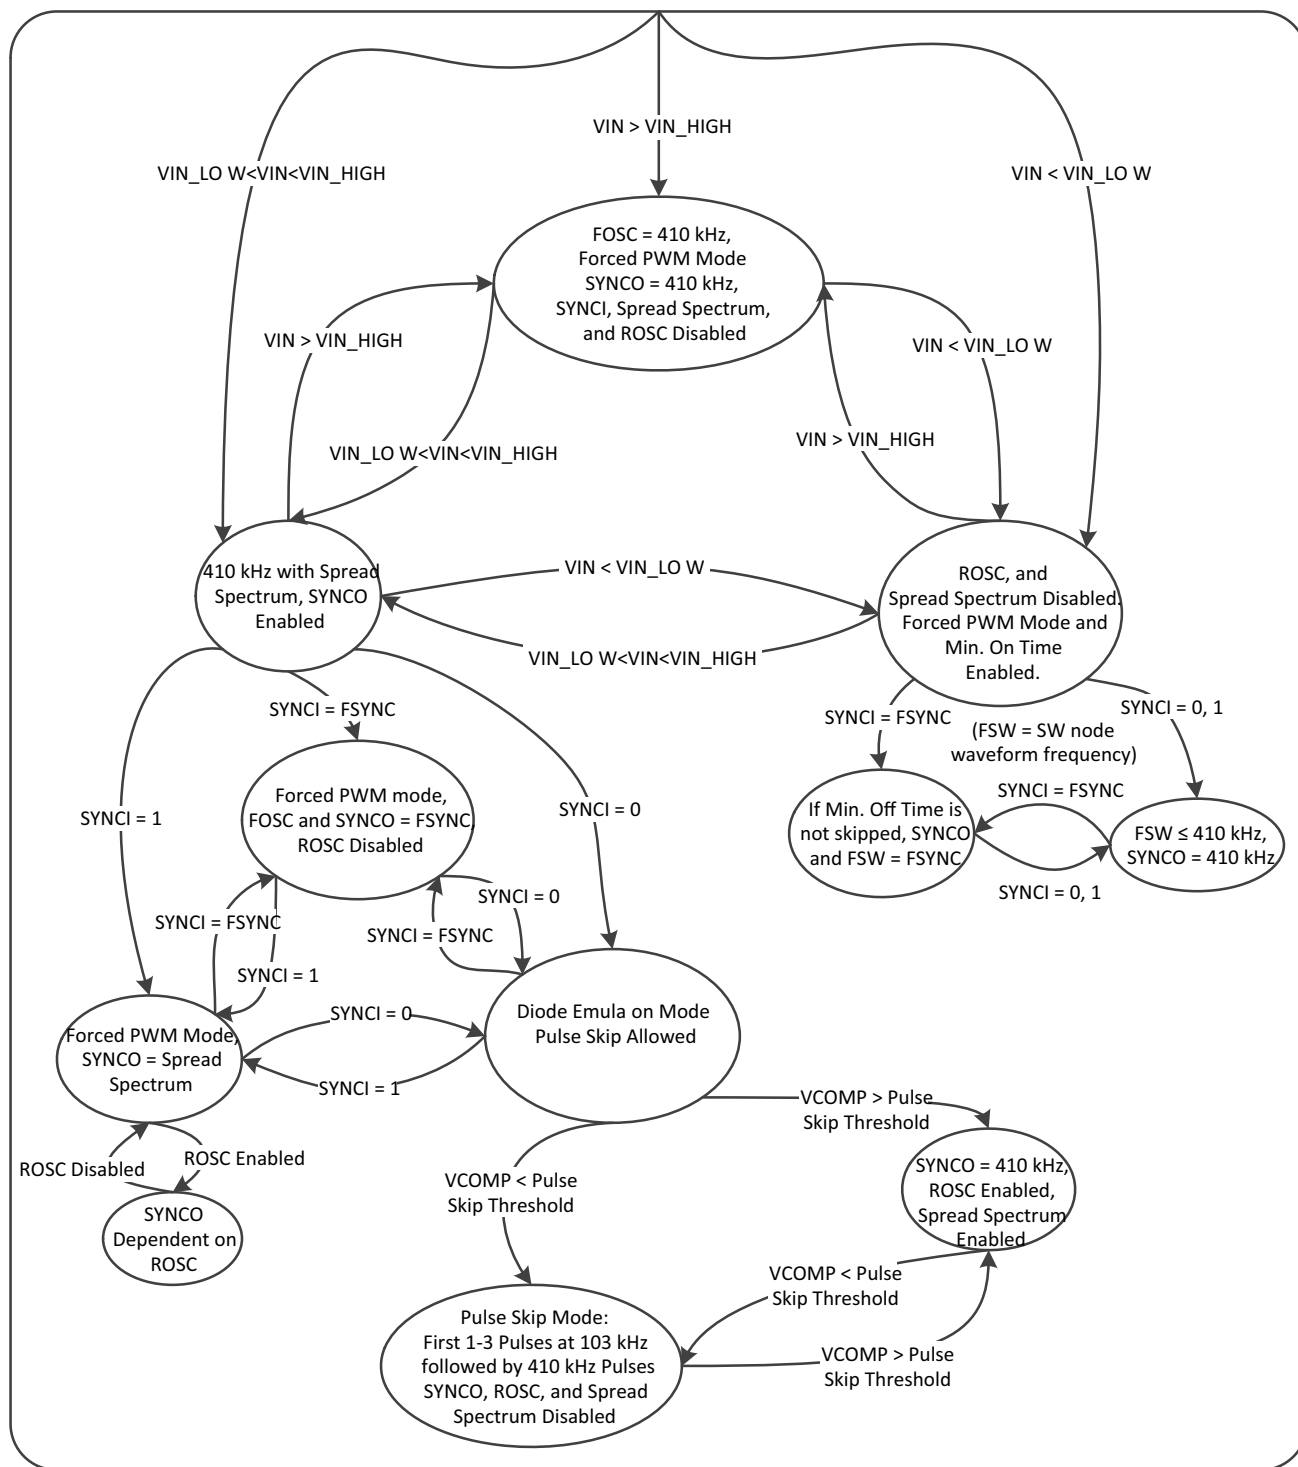 VIN > VIN_HIGH
VIN_LO W<VIN<VIN_HIGH
VIN < VIN_LO W
FOSC = 410 kHz,
Forced PWM Mode
SYNCO = 410 kHz,
SYNCI, Spread Spectrum,
and ROSC Disabled
VIN > VIN_HIGH
VIN < VIN_LO W
VIN_LO W<VIN<VIN_HIGH
VIN > VIN_HIGH
410 kHz with Spread
Spectrum, SYNCO
Enabled
VIN < VIN_LO W
VIN_LO W<VIN<VIN_HIGH
ROSC, and
Spread Spectrum Disabled.
Forced PWM Mode and
Min. On Time
Enabled.
SYNCI = FSYNC
SYNCI = FSYNC
SYNCI = 0, 1
(FSW = SW node
waveform frequency)
SYNCI = 1
Forced PWM mode,
FOSC and SYNCO = FSYNC,
ROSC Disabled
SYNCI = 0
If Min. Off Time is
not skipped, SYNCO
and FSW = FSYNC
SYNCI = FSYNC
FSW ≤ 410 kHz,
SYNCO = 410 kHz
SYNCI = 0, 1
SYNCI = FSYNC
SYNCI = 0
SYNCI = FSYNC
SYNCI = 1
Forced PWM Mode,
SYNCO = Spread
Spectrum
SYNCI = 0
SYNCI = 1
Diode Emula on Mode
Pulse Skip Allowed
ROSC Disabled
ROSC Enabled
SYNCO
Dependent on
ROSC
VCOMP < Pulse
Skip Threshold
VCOMP > Pulse
Skip Threshold
SYNCO = 410 kHz,
ROSC Enabled,
Spread Spectrum
Enabled
VCOMP < Pulse
Skip Threshold
Pulse Skip Mode:
First 1-3 Pulses at 103 kHz
followed by 410 kHz Pulses
SYNCO, ROSC, and Spread
Spectrum Disabled
VCOMP > Pulse
Skip Threshold